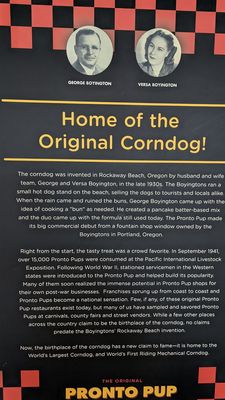 GEORGE BOYINGTON
VERSA BOYINGTON
Home of the
Original Corndog!
The corndog was invented in Rockaway Beach, Oregon by husband and wife
team, George and Versa Boyington, in the late 1930s. The Boyingtons ran a
small hot dog stand on the beach, selling the dogs to tourists and locals alike.
When the rain came and ruined the buns, George Boyington came up with the
idea of cooking a "bun" as needed. He created a pancake batter-based mix
and the duo came up with the formula still used today. The Pronto Pup made
its big commercial debut from a fountain shop window owned by the
Boyingtons in Portland, Oregon.
Right from the start, the tasty treat was a crowd favorite. In September 1941,
over 15,000 Pronto Pups were consumed at the Pacific International Livestock
Exposition. Following World War II, stationed servicemen in the Western
states were introduced to the Pronto Pup and helped build its popularity.
Many of them soon realized the immense potential in Pronto Pup shops for
their own post-war businesses. Franchises sprung up from coast to coast and
Pronto Pups become a national sensation. Few, if any, of these original Pronto
Pup restaurants exist today, but many of us have sampled and savored Pronto
Pups at carnivals, county fairs and street vendors. While a few other places
across the country claim to be the birthplace of the corndog, no claims
predate the Boyingtons' Rockaway Beach invention.
Now, the birthplace of the corndog has a new claim to fame—it is home to the
World's Largest Corndog, and World's First Riding Mechanical Corndog.
THE ORIGINAL
PRONTO PUP